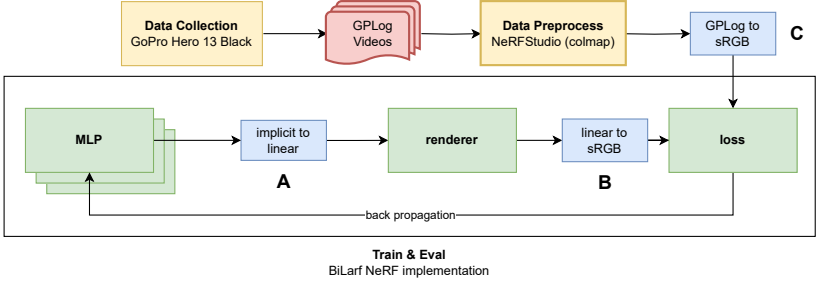 Data Collection
GoPro Hero 13 Black
GPLog
Videos
Data Preprocess
NeRFStudio (colmap)
GPLog to
sRGB
C
MLP
implicit to
linear
A
renderer
linear to
sRGB
B
loss
back propagation
Train & Eval
BiLarf NeRF implementation